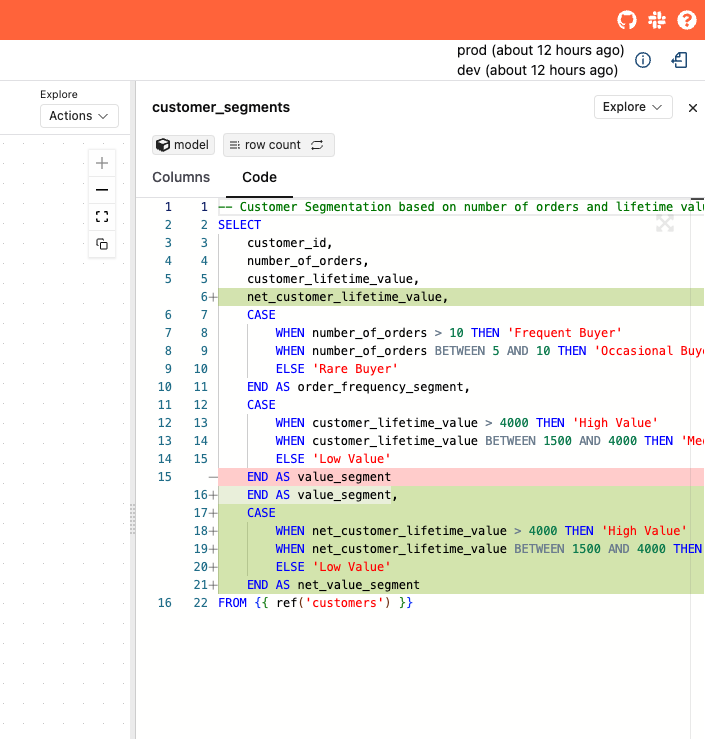 prod (about 12 hours ago)
dev (about 12 hours ago)
Explore
Actions
customer_segments
Explore
model
row count
Columns
Code
1 1 -- Customer Segmentation based on number of orders and lifetime valu
2 2 SELECT
3 3 customer_id,
4 4 number_of_orders,
5 5 customer_lifetime_value,
6+ net_customer_lifetime_value,
6 7 CASE
7 8 WHEN number_of_orders > 10 THEN 'Frequent Buyer'
8 9 WHEN number_of_orders BETWEEN 5 AND 10 THEN 'Occasional Buye
9 10 ELSE 'Rare Buyer'
10 11 END AS order_frequency_segment,
11 12 CASE
12 13 WHEN customer_lifetime_value > 4000 THEN 'High Value'
13 14 WHEN customer_lifetime_value BETWEEN 1500 AND 4000 THEN 'Med
14 15 ELSE 'Low Value'
15 — END AS value_segment
16+ END AS value_segment,
17+ CASE
18+ WHEN net_customer_lifetime_value > 4000 THEN 'High Value'
19+ WHEN net_customer_lifetime_value BETWEEN 1500 AND 4000 THEN
20+ ELSE 'Low Value'
21+ END AS net_value_segment
16 22 FROM {{ ref('customers') }}